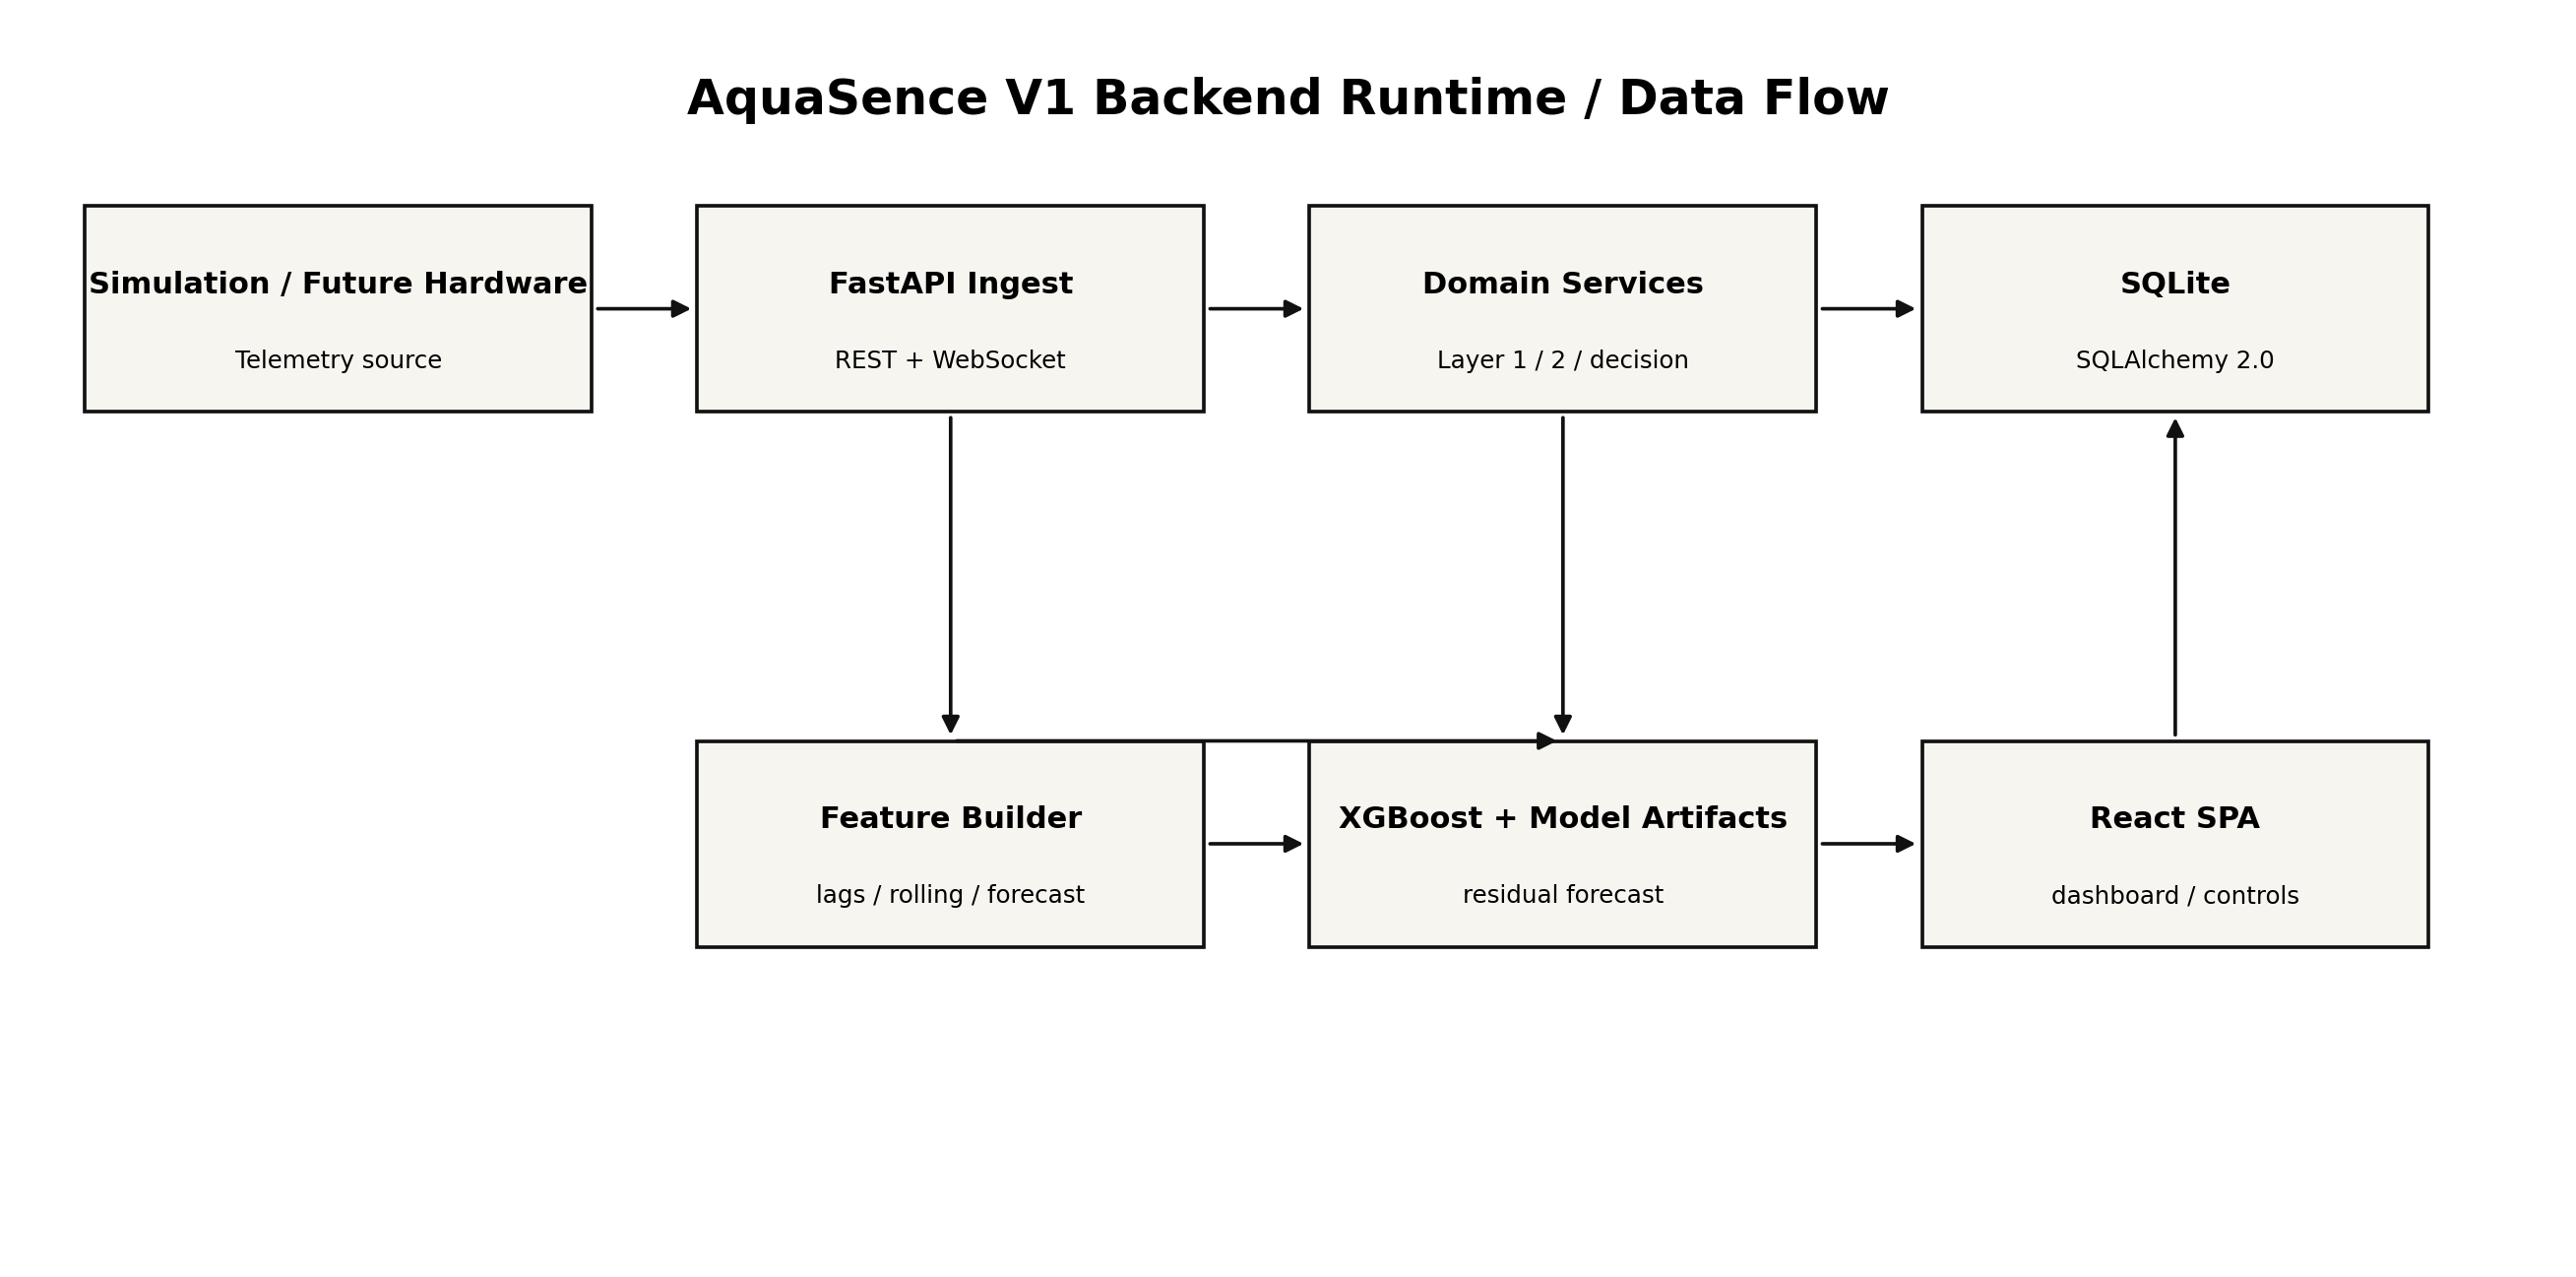 AquaSence V1 Backend Runtime / Data Flow
Simulation / Future Hardware
Telemetry source
FastAPI Ingest
REST + WebSocket
Domain Services
Layer 1 / 2 / decision
SQLite
SQLAlchemy 2.0
Feature Builder
lags / rolling / forecast
XGBoost + Model Artifacts
residual forecast
React SPA
dashboard / controls